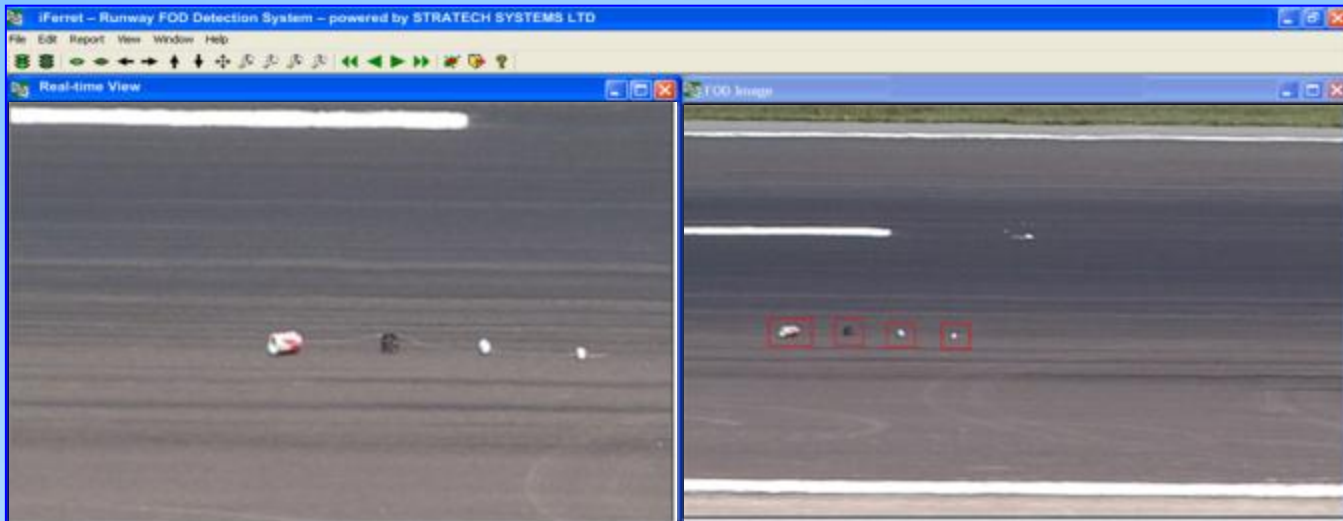 iFerret – Runway FOD Detection System – powered by STRATECH SYSTEMS LTD
File Edit Report View Window Help
Real-time View
FOD Image